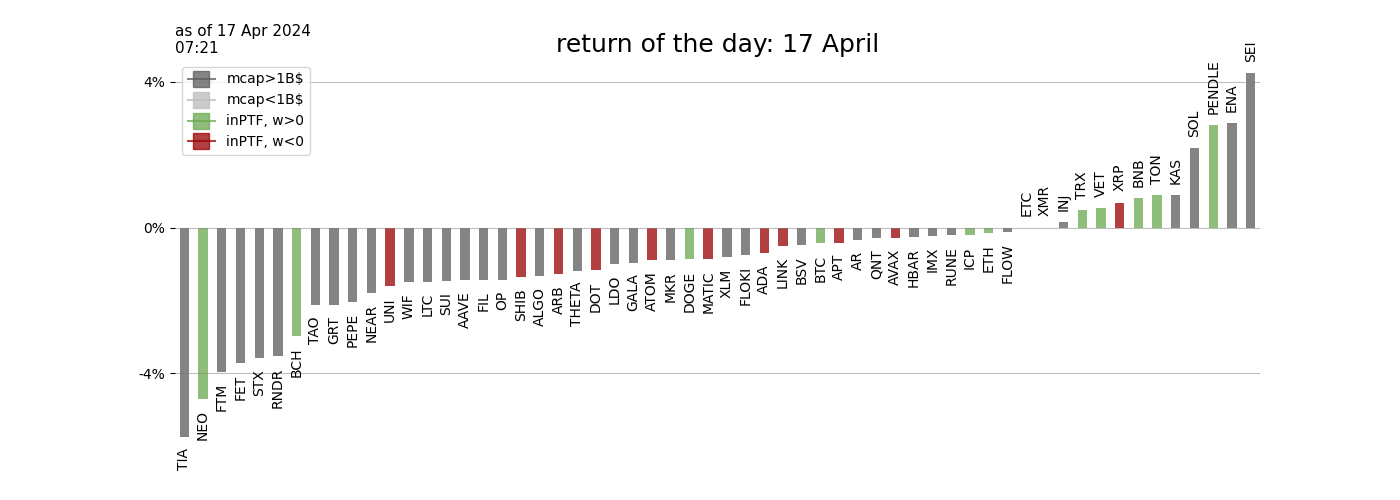 as of 17 Apr 2024
07:21
return of the day: 17 April
mcap>1B$
mcap<1B$
inPTF, w>0
inPTF, w<0
4%
0%
-4%
TIA
NEO
FTM
FET
STX
RNDR
BCH
TAO
GRT
PEPE
NEAR
UNI
WIF
LTC
SUI
AAVE
FIL
OP
SHIB
ALGO
ARB
THETA
DOT
LDO
GALA
ATOM
MKR
DOGE
MATIC
XLM
FLOKI
ADA
LINK
BSV
BTC
APT
AR
QNT
AVAX
HBAR
IMX
RUNE
ICP
ETH
FLOW
ETC
XMR
INJ
TRX
VET
XRP
BNB
TON
KAS
SOL
PENDLE
ENA
SEI